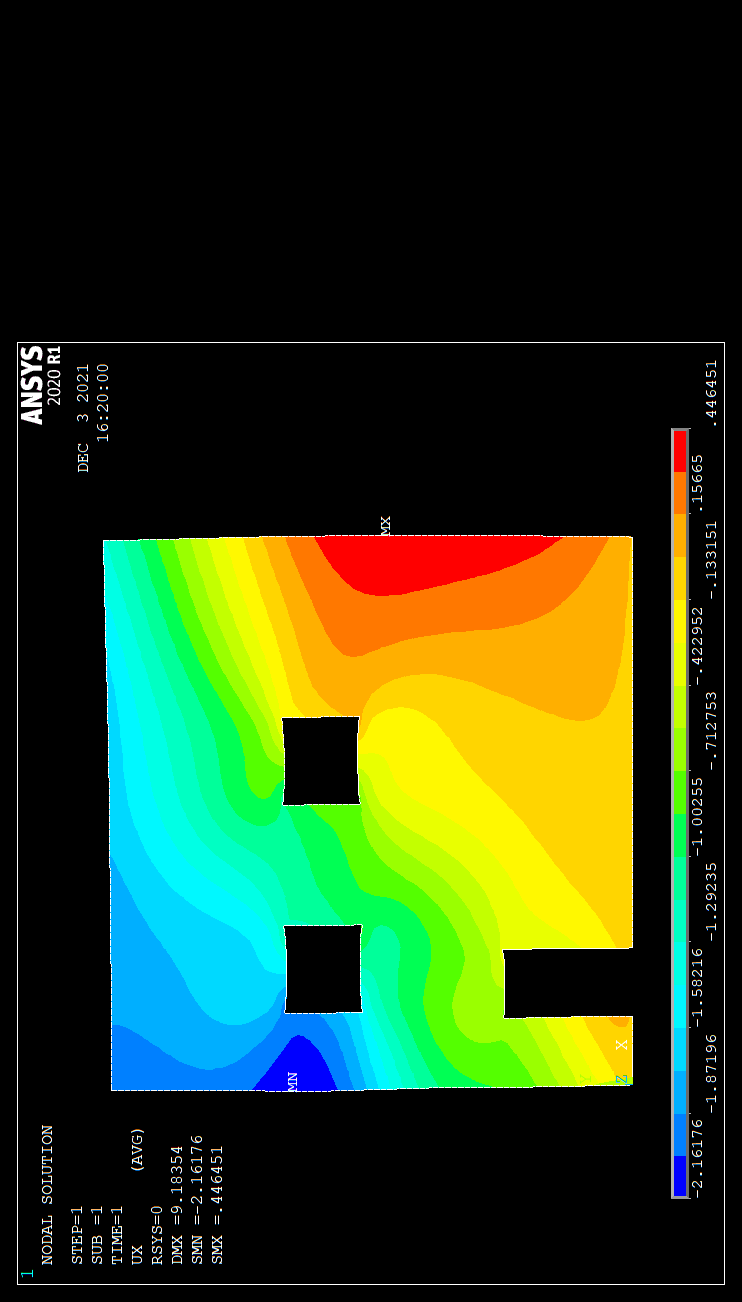 1
NODAL SOLUTION
STEP=1
SUB =1
TIME=1
UX (AVG)
RSYS=0
DMX =9.18354
SMN =-2.16176
SMX =.446451
ANSYS
2020 R1
DEC 3 2021
16:20:00
MN
MX
Z
X
-2.16176
-1.87196
-1.58216
-1.29235
-1.00255
-.712753
-.422952
-.133151
.15665
.446451